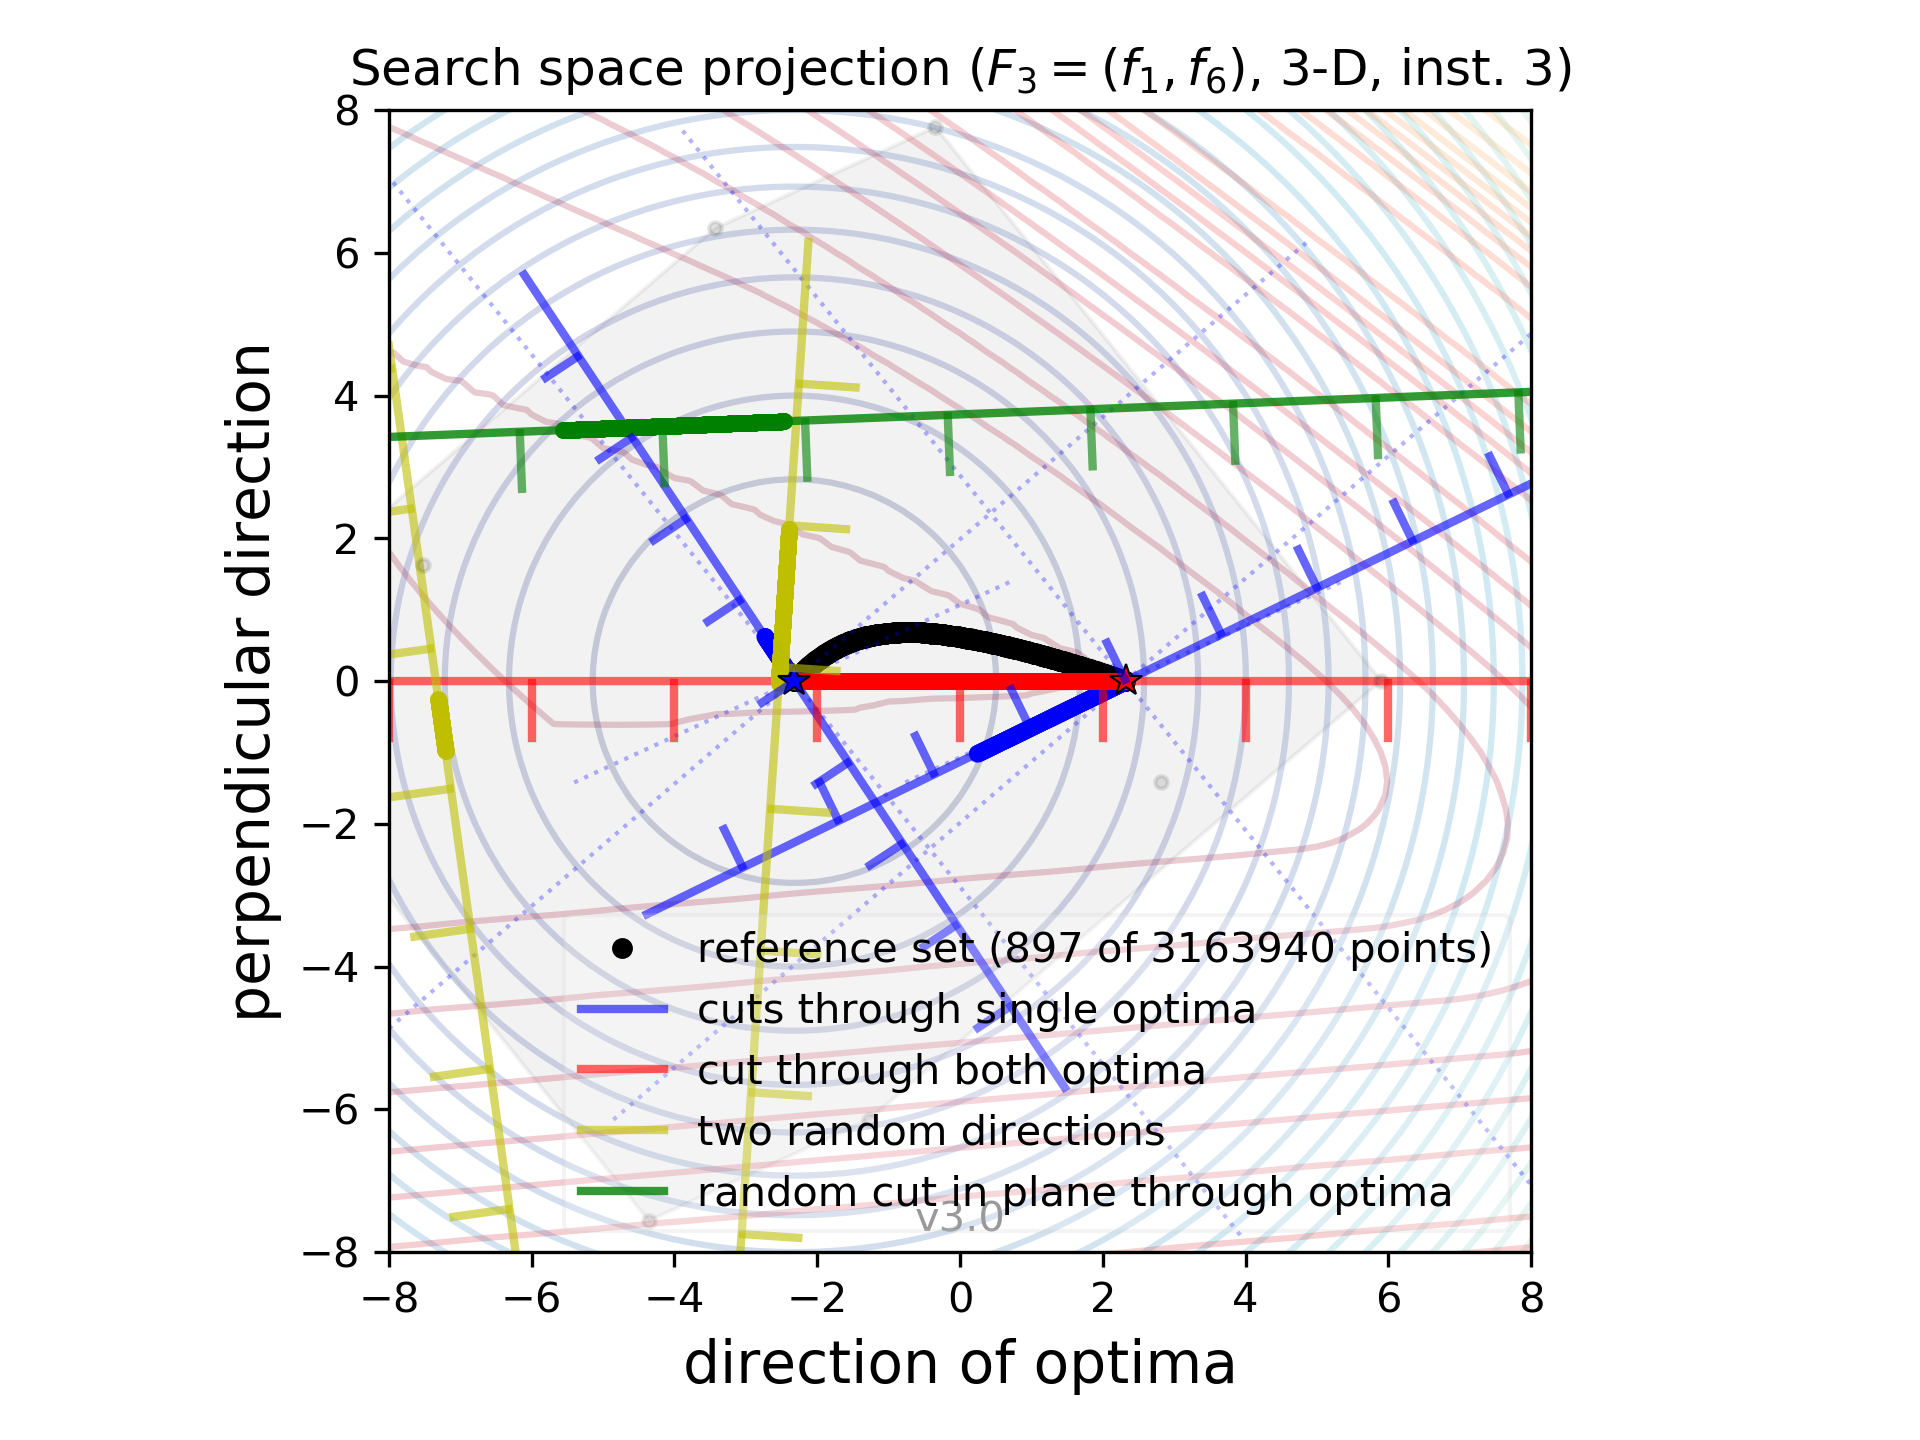 Search space projection (F₃ = (f₁, f₆), 3-D, inst. 3)
8
6
4
2
0
−2
−4
−6
−8
perpendicular direction
reference set (897 of 3163940 points)
cuts through single optima
cut through both optima
two random directions
random cut in plane through optima
v3.0
−8 −6 −4 −2 0 2 4 6 8
direction of optima